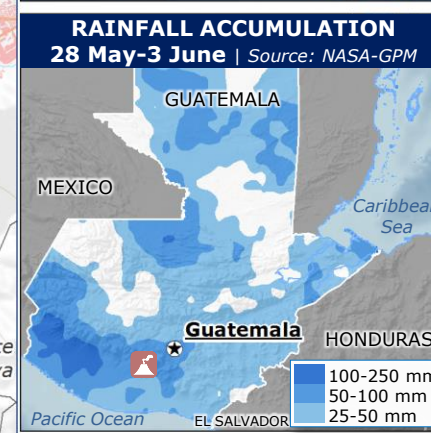 RAINFALL ACCUMULATION
28 May-3 June | Source: NASA-GPM
GUATEMALA
MEXICO
Caribbean
Sea
Guatemala
HONDURAS
100-250 mm
50-100 mm
25-50 mm
Pacific Ocean
EL SALVADOR